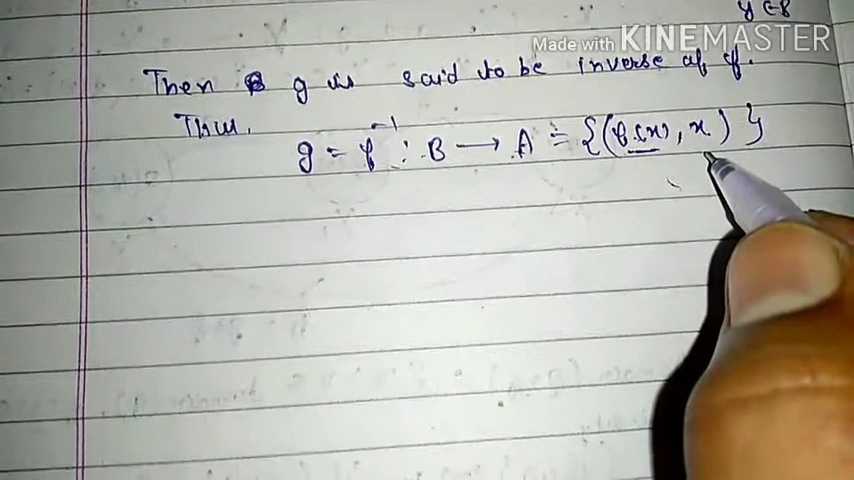 y ∈ B
Made with KINEMASTER
Then g is said to be inverse of f.
Thus,
g = f⁻¹ : B → A = {(f(x), x)}